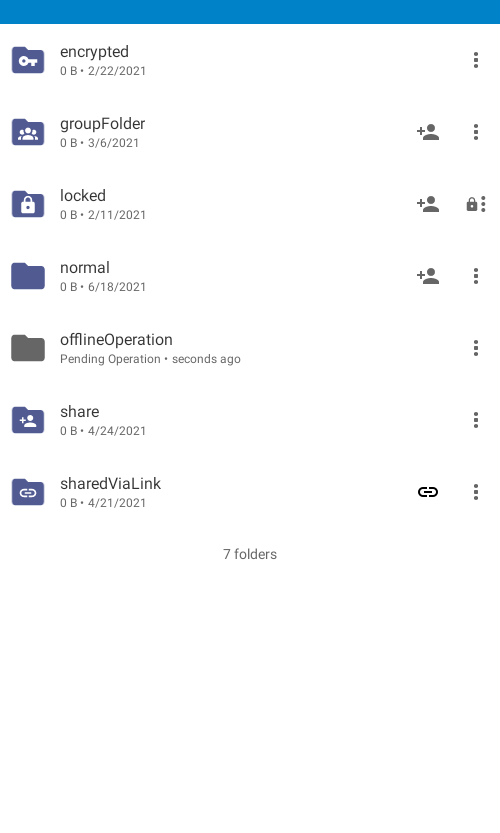 encrypted
0 B • 2/22/2021
groupFolder
0 B • 3/6/2021
locked
0 B • 2/11/2021
normal
0 B • 6/18/2021
offlineOperation
Pending Operation • seconds ago
share
0 B • 4/24/2021
sharedViaLink
0 B • 4/21/2021
7 folders